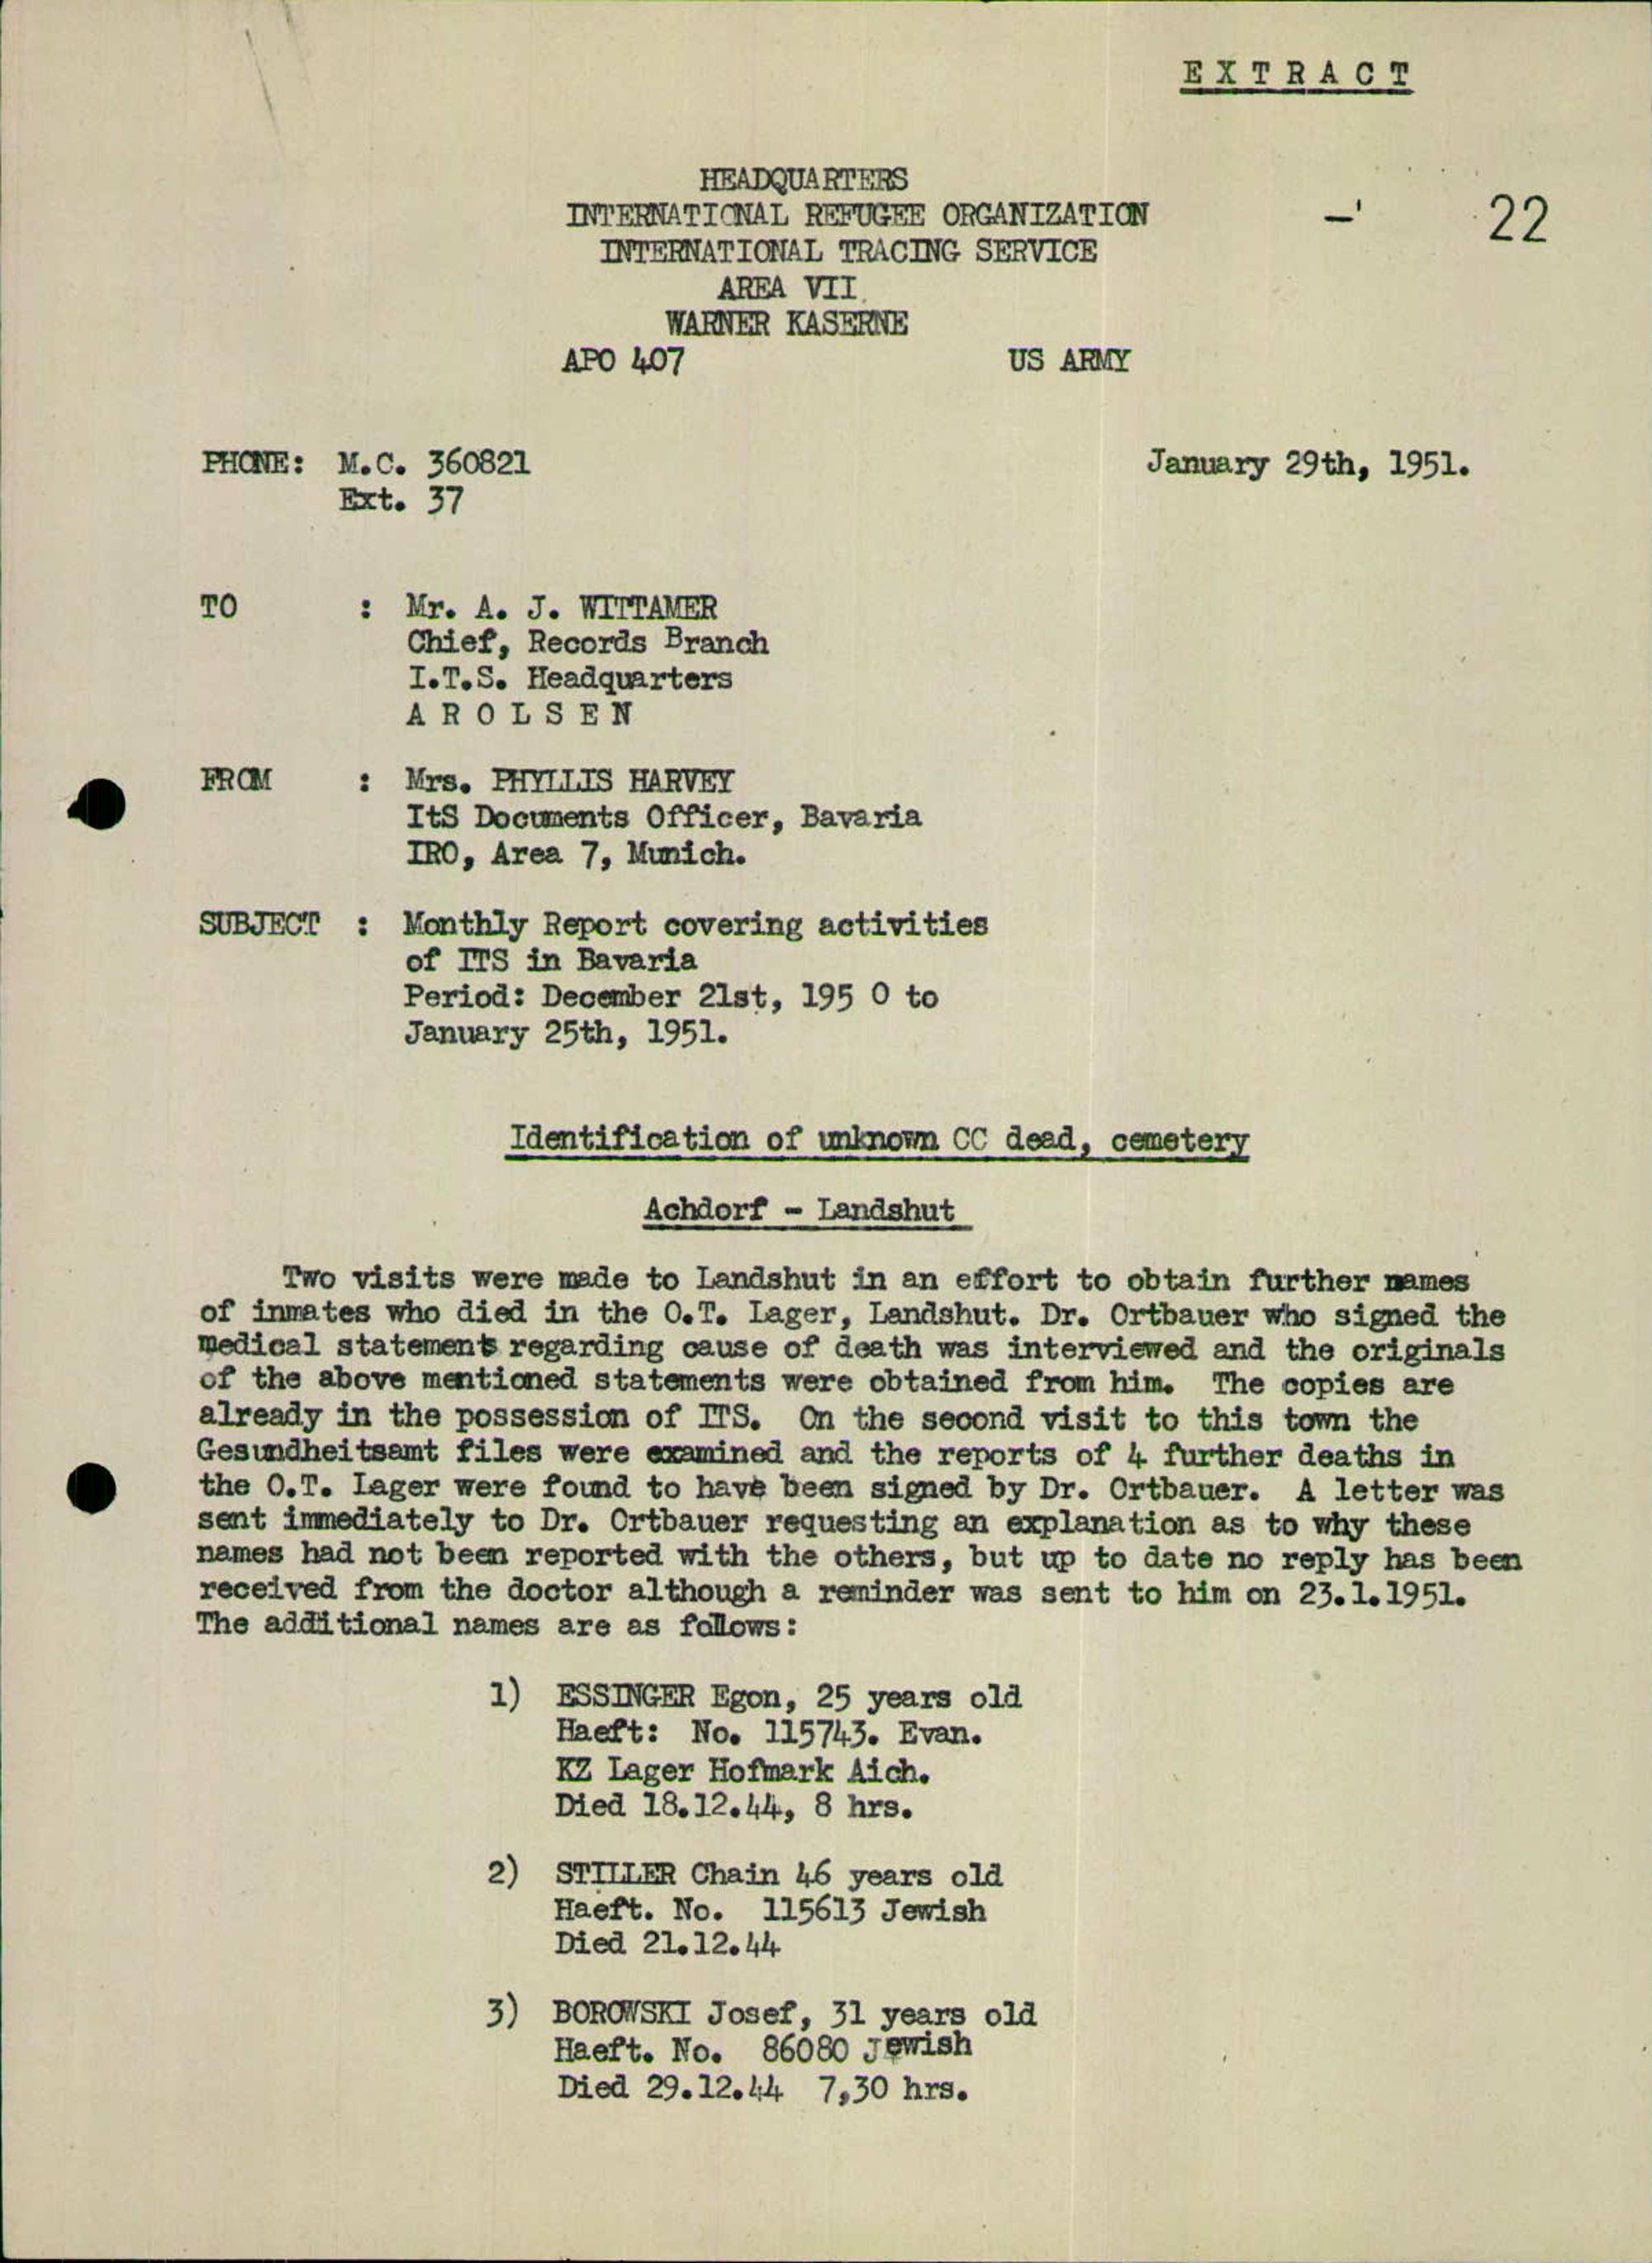 E X T R A C T
HEADQUARTERS
INTERNATIONAL REFUGEE ORGANIZATION
22
INTERNATIONAL TRACING SERVICE
AREA VII
WARNER KASERNE
APO 407 US ARMY
PHONE: M.C. 360821 January 29th, 1951.
Ext. 37
TO : Mr. A. J. WITTAMER
Chief, Records Branch
I.T.S. Headquarters
A R O L S E N
FROM : Mrs. PHYLLIS HARVEY
ItS Documents Officer, Bavaria
IRO, Area 7, Munich.
SUBJECT : Monthly Report covering activities
of ITS in Bavaria
Period: December 21st, 195 0 to
January 25th, 1951.
Identification of unknown CC dead, cemetery
Achdorf - Landshut
Two visits were made to Landshut in an effort to obtain further names
of inmates who died in the O.T. Lager, Landshut. Dr. Ortbauer who signed the
medical statements regarding cause of death was interviewed and the originals
of the above mentioned statements were obtained from him. The copies are
already in the possession of ITS. On the second visit to this town the
Gesundheitsamt files were examined and the reports of 4 further deaths in
the O.T. Lager were found to have been signed by Dr. Ortbauer. A letter was
sent immediately to Dr. Ortbauer requesting an explanation as to why these
names had not been reported with the others, but up to date no reply has been
received from the doctor although a reminder was sent to him on 23.1.1951.
The additional names are as follows:
1) ESSINGER Egon, 25 years old
Haeft: No. 115743. Evan.
KZ Lager Hofmark Aich.
Died 18.12.44, 8 hrs.
2) STILLER Chain 46 years old
Haeft. No. 115613 Jewish
Died 21.12.44
3) BOROWSKI Josef, 31 years old
Haeft. No. 86080 Jewish
Died 29.12.44 7,30 hrs.